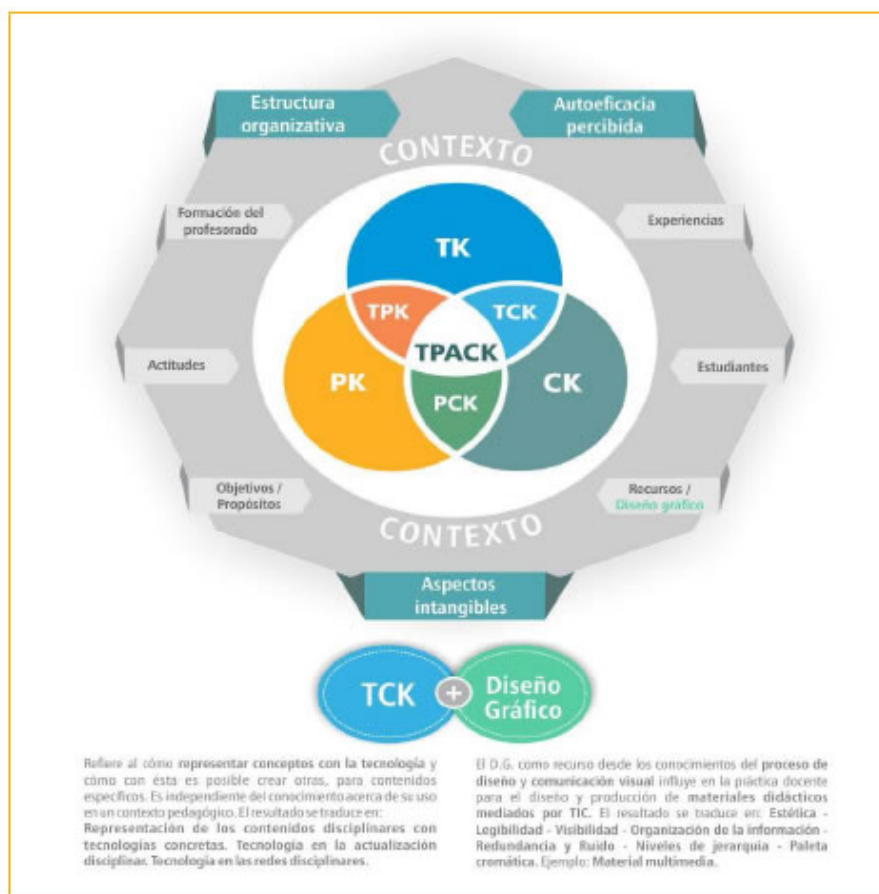 Estructura
organizativa
Autoeficacia
percibida
CONTEXTO
Formación del
profesorado
Experiencias
TK
TPK
TCK
TPACK
Actitudes
Estudiantes
PK
CK
PCK
Objetivos /
Propósitos
Recursos /
Diseño gráfico
CONTEXTO
Aspectos
intangibles
TCK
+
Diseño
Gráfico
Refiere al cómo representar conceptos con la tecnología y
cómo con ésta es posible crear otras, para contenidos
específicos. Es independiente del conocimiento acerca de su uso
en un contexto pedagógico. El resultado se traduce en:
Representación de los contenidos disciplinares con
tecnologías concretas. Tecnología en la actualización
disciplinar. Tecnología en las redes disciplinares.
El D.G. como recurso desde los conocimientos del proceso de
diseño y comunicación visual influye en la práctica docente
para el diseño y producción de materiales didácticos
mediados por TIC. El resultado se traduce en: Estética -
Legibilidad - Visibilidad - Organización de la información -
Redundancia y Ruido - Niveles de jerarquía - Paleta
cromática. Ejemplo: Material multimedia.